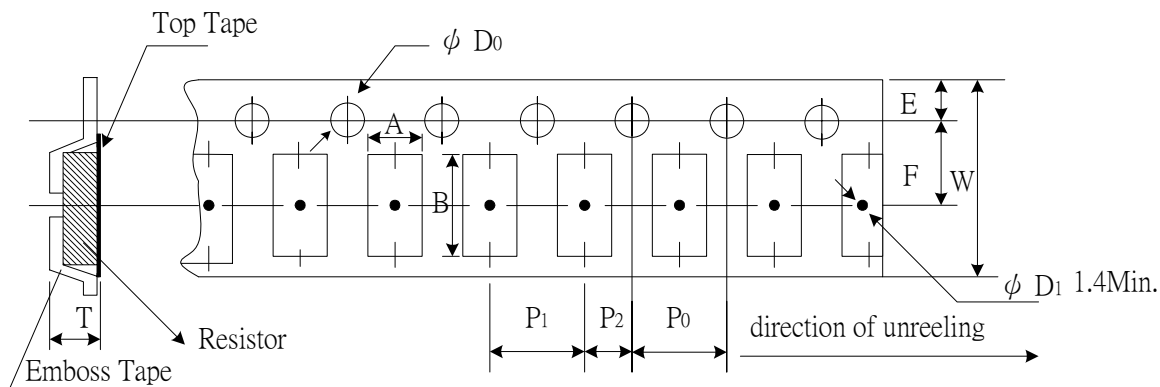 Top Tape
ϕ D0
E
A
F
W
B
ϕ D1 1.4Min.
T
P1
P2
P0
direction of unreeling
Resistor
Emboss Tape